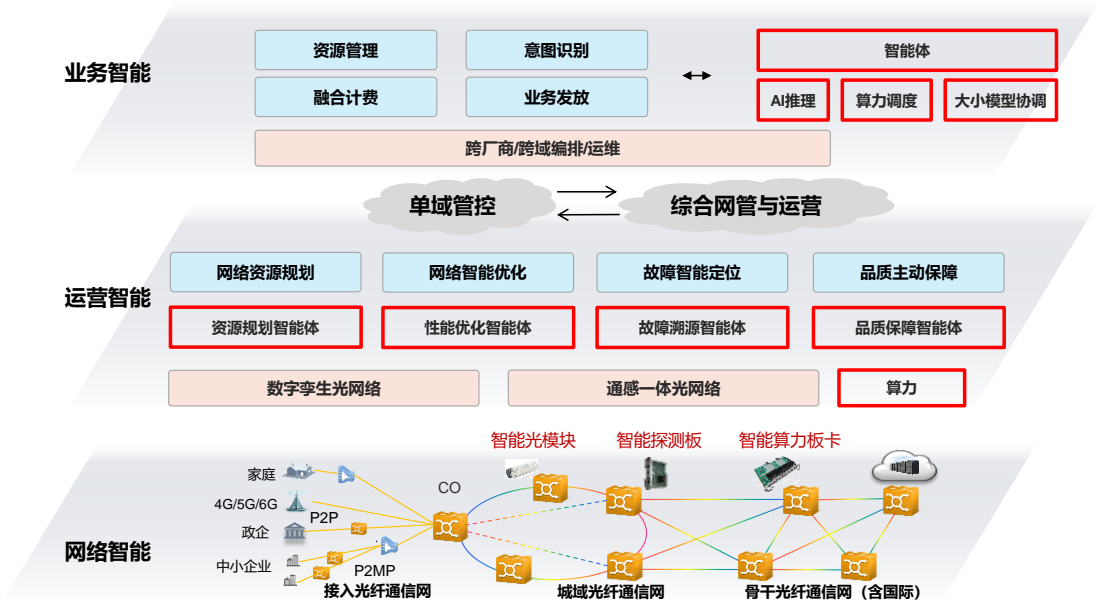 业务智能
资源管理
意图识别
智能体
融合计费
业务发放
AI推理
算力调度
大小模型协调
跨厂商/跨域编排/运维
单域管控
综合网管与运营
运营智能
网络资源规划
网络智能优化
故障智能定位
品质主动保障
资源规划智能体
性能优化智能体
故障溯源智能体
品质保障智能体
数字孪生光网络
通感一体光网络
算力
网络智能
智能光模块
智能探测板
智能算力板卡
家庭
CO
4G/5G/6G
P2P
政企
中小企业
P2MP
接入光纤通信网
城域光纤通信网
骨干光纤通信网（含国际）